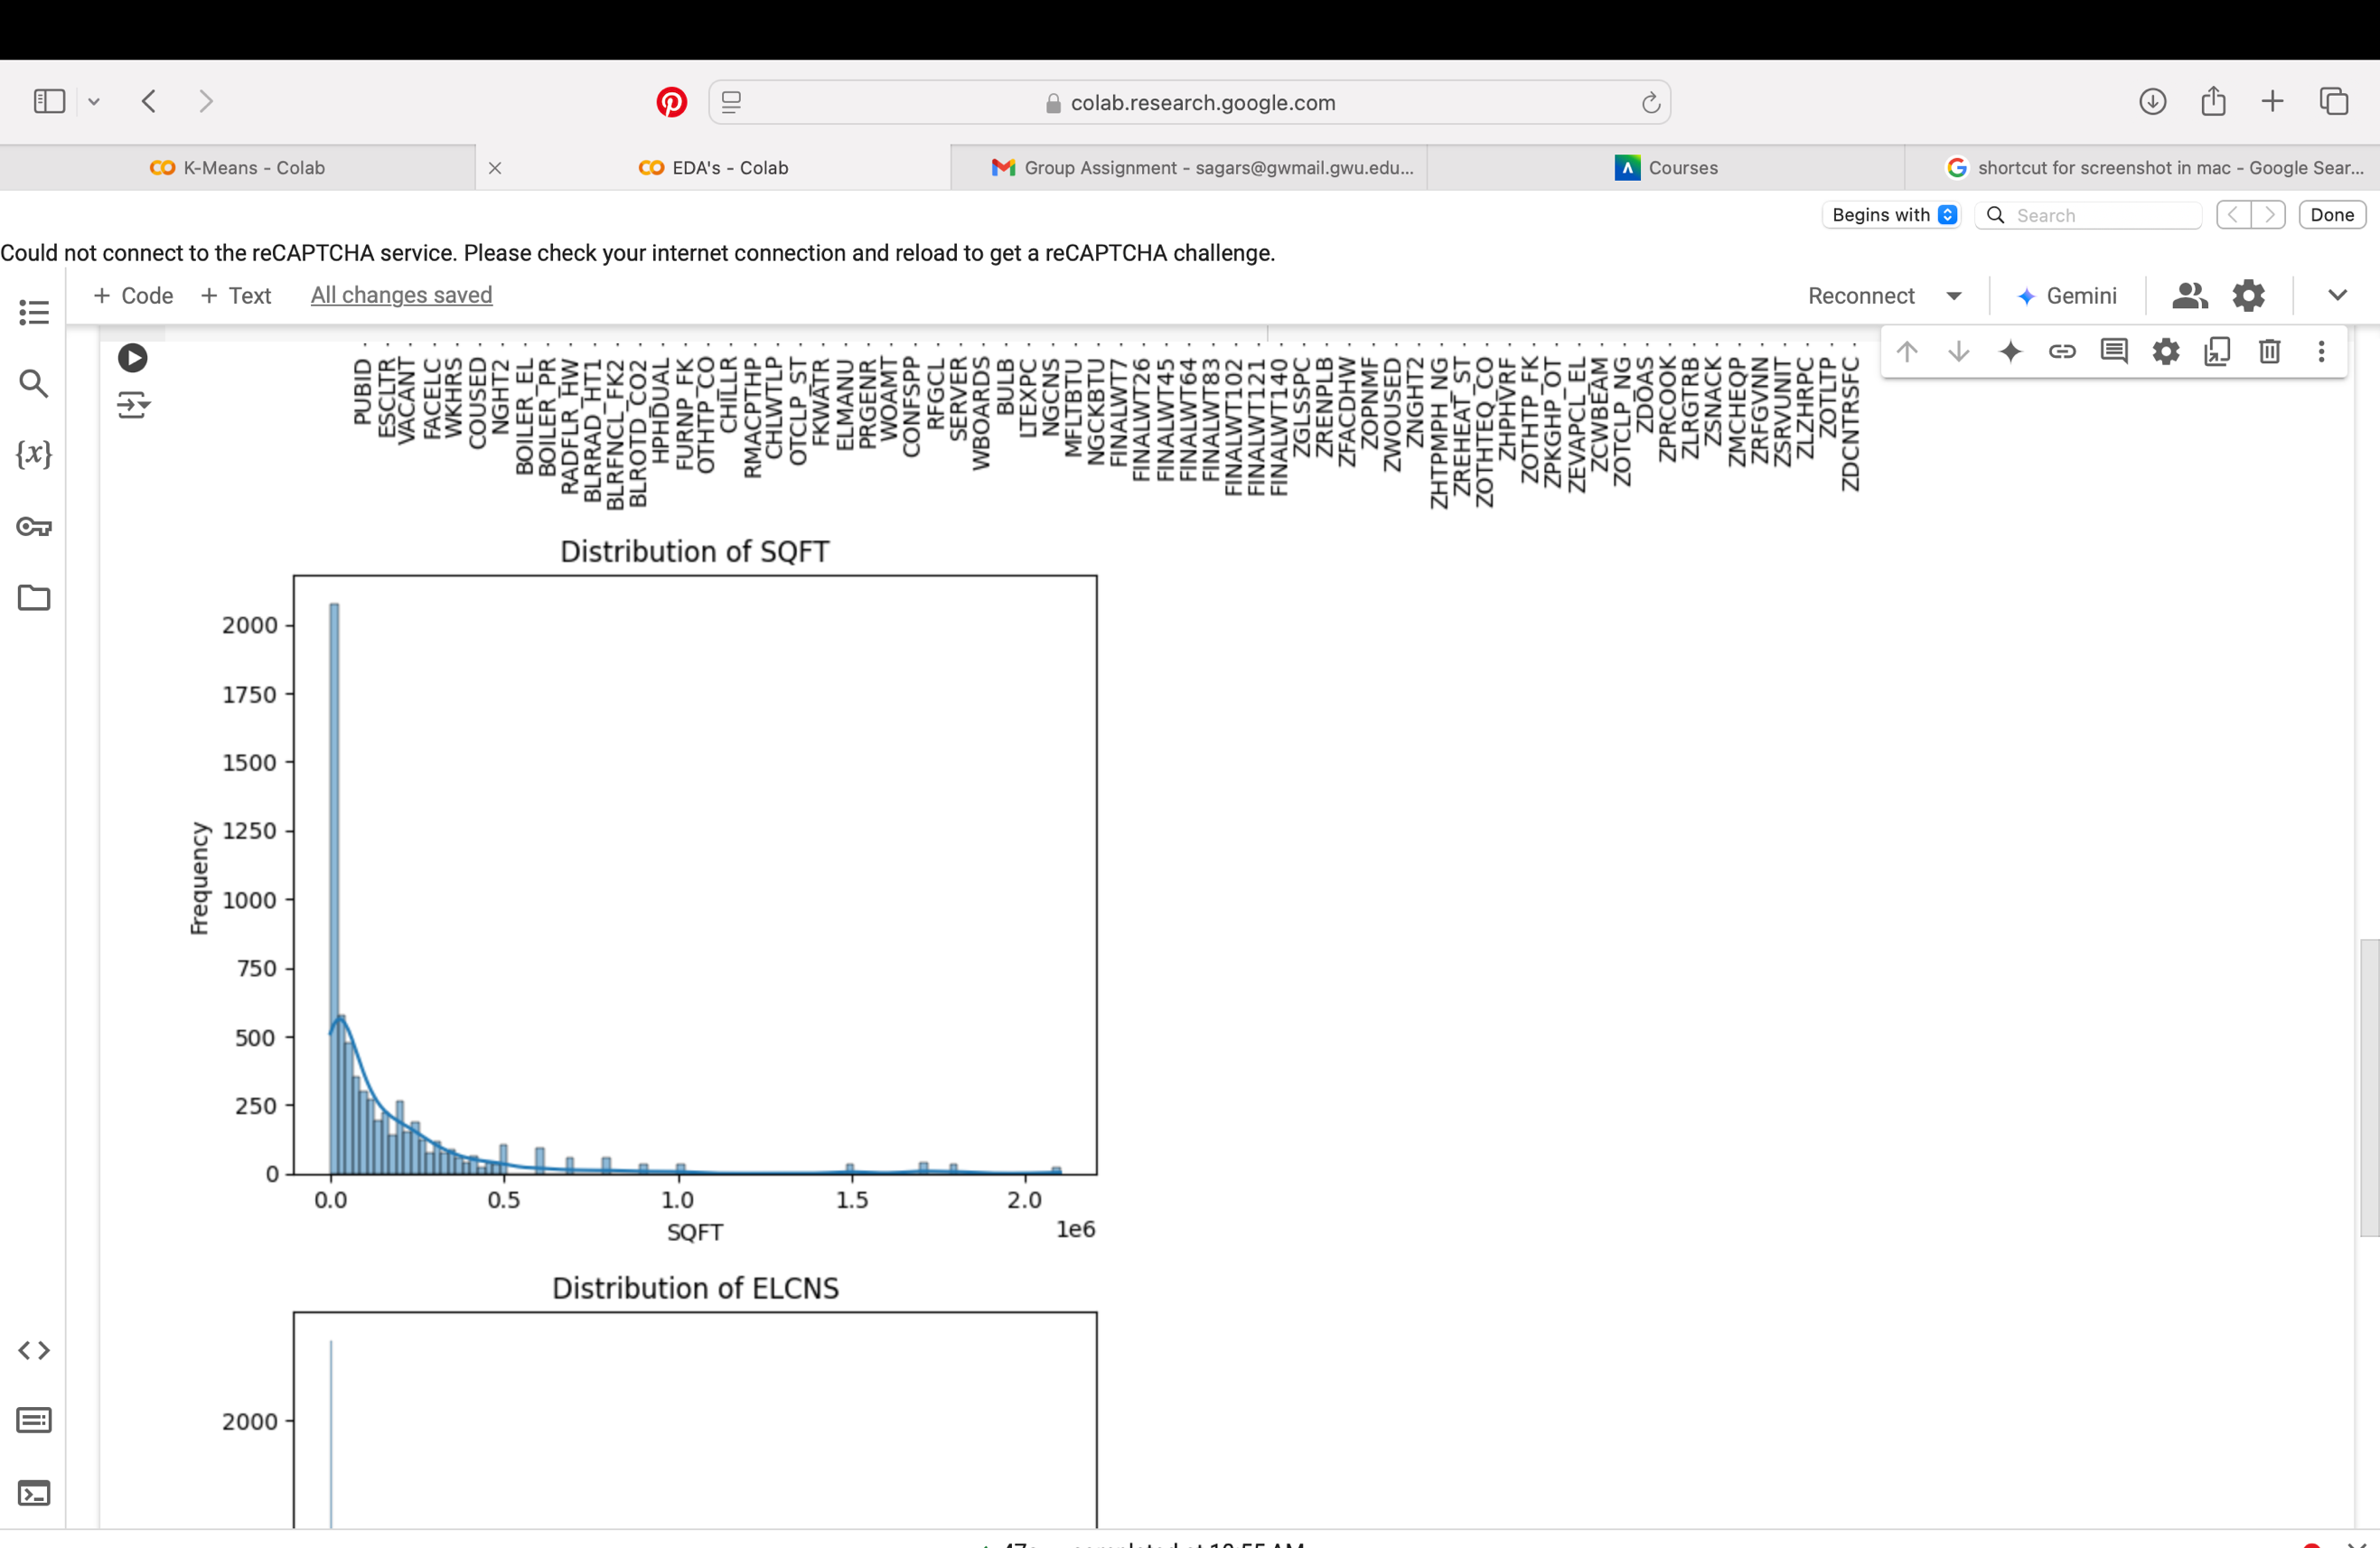 colab.research.google.com
K-Means - Colab
EDA's - Colab
Group Assignment - sagars@gwmail.gwu.edu...
Courses
shortcut for screenshot in mac - Google Sear...
Begins with
Search
Done
Could not connect to the reCAPTCHA service. Please check your internet connection and reload to get a reCAPTCHA challenge.
+ Code
+ Text
All changes saved
Reconnect
Gemini
{x}
PUBID
ESCLTR
VACANT
FACELC
WKHRS
COUSED
NGHT2
BOILER_EL
BOILER_PR
RADFLR_HW
BLRRAD_HT1
BLRFNCL_FK2
BLROTD_CO2
HPHDUAL
FURNP_FK
OTHTP_CO
CHILLR
RMACPTHP
CHLWTLP
OTCLP_ST
FKWATR
ELMANU
PRGENR
WOAMT
CONFSPP
RFGCL
SERVER
WBOARDS
BULB
LTEXPC
NGCNS
MFLTBTU
NGCKBTU
FINALWT7
FINALWT26
FINALWT45
FINALWT64
FINALWT83
FINALWT102
FINALWT121
FINALWT140
ZGLSSPC
ZRENPLB
ZFACDHW
ZOPNMF
ZWOUSED
ZNGHT2
ZHTPMPH_NG
ZREHEAT_ST
ZOTHTEQ_CO
ZHPHVRF
ZOTHTP_FK
ZPKGHP_OT
ZEVAPCL_EL
ZCWBEAM
ZOTCLP_NG
ZDOAS
ZPRCOOK
ZLRGTRB
ZSNACK
ZMCHEQP
ZRFGVNN
ZSRVUNIT
ZLZHRPC
ZOTLTP
ZDCNTRSFC
Distribution of SQFT
2000
1750
1500
1250
1000
750
500
250
0
Frequency
0.0 0.5 1.0 1.5 2.0
SQFT
1e6
Distribution of ELCNS
2000